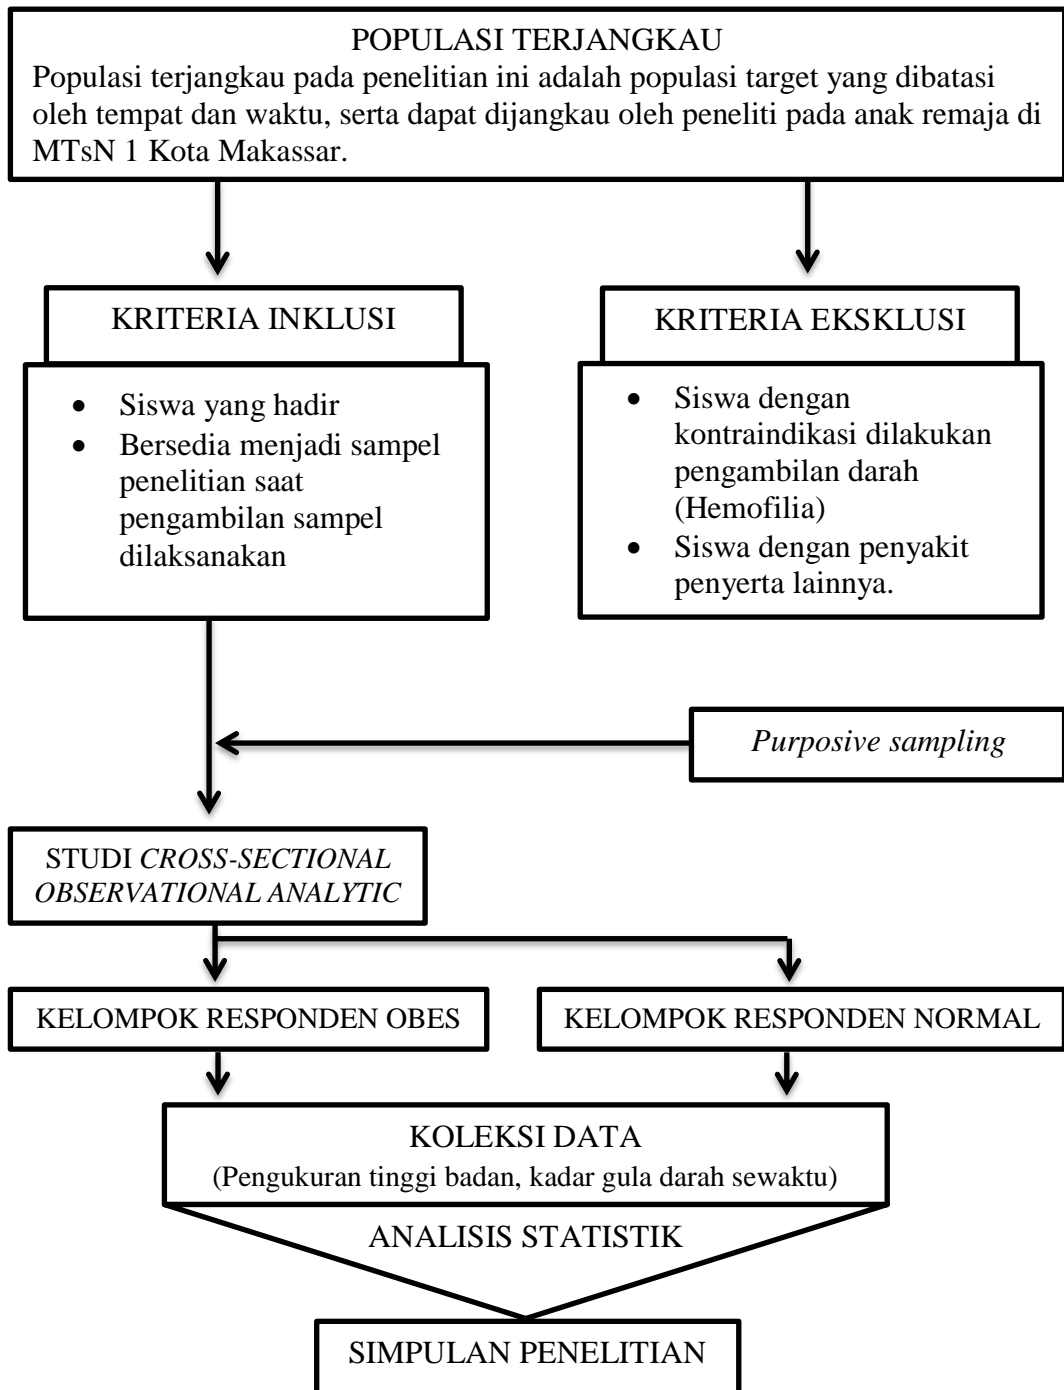 POPULASI TERJANGKAU
Populasi terjangkau pada penelitian ini adalah populasi target yang dibatasi
oleh tempat dan waktu, serta dapat dijangkau oleh peneliti pada anak remaja di
MTsN 1 Kota Makassar.
KRITERIA INKLUSI
• Siswa yang hadir
• Bersedia menjadi sampel
penelitian saat
pengambilan sampel
dilaksanakan
KRITERIA EKSKLUSI
• Siswa dengan
kontraindikasi dilakukan
pengambilan darah
(Hemofilia)
• Siswa dengan penyakit
penyerta lainnya.
Purposive sampling
STUDI CROSS-SECTIONAL
OBSERVATIONAL ANALYTIC
KELOMPOK RESPONDEN OBES
KELOMPOK RESPONDEN NORMAL
KOLEKSI DATA
(Pengukuran tinggi badan, kadar gula darah sewaktu)
ANALISIS STATISTIK
SIMPULAN PENELITIAN